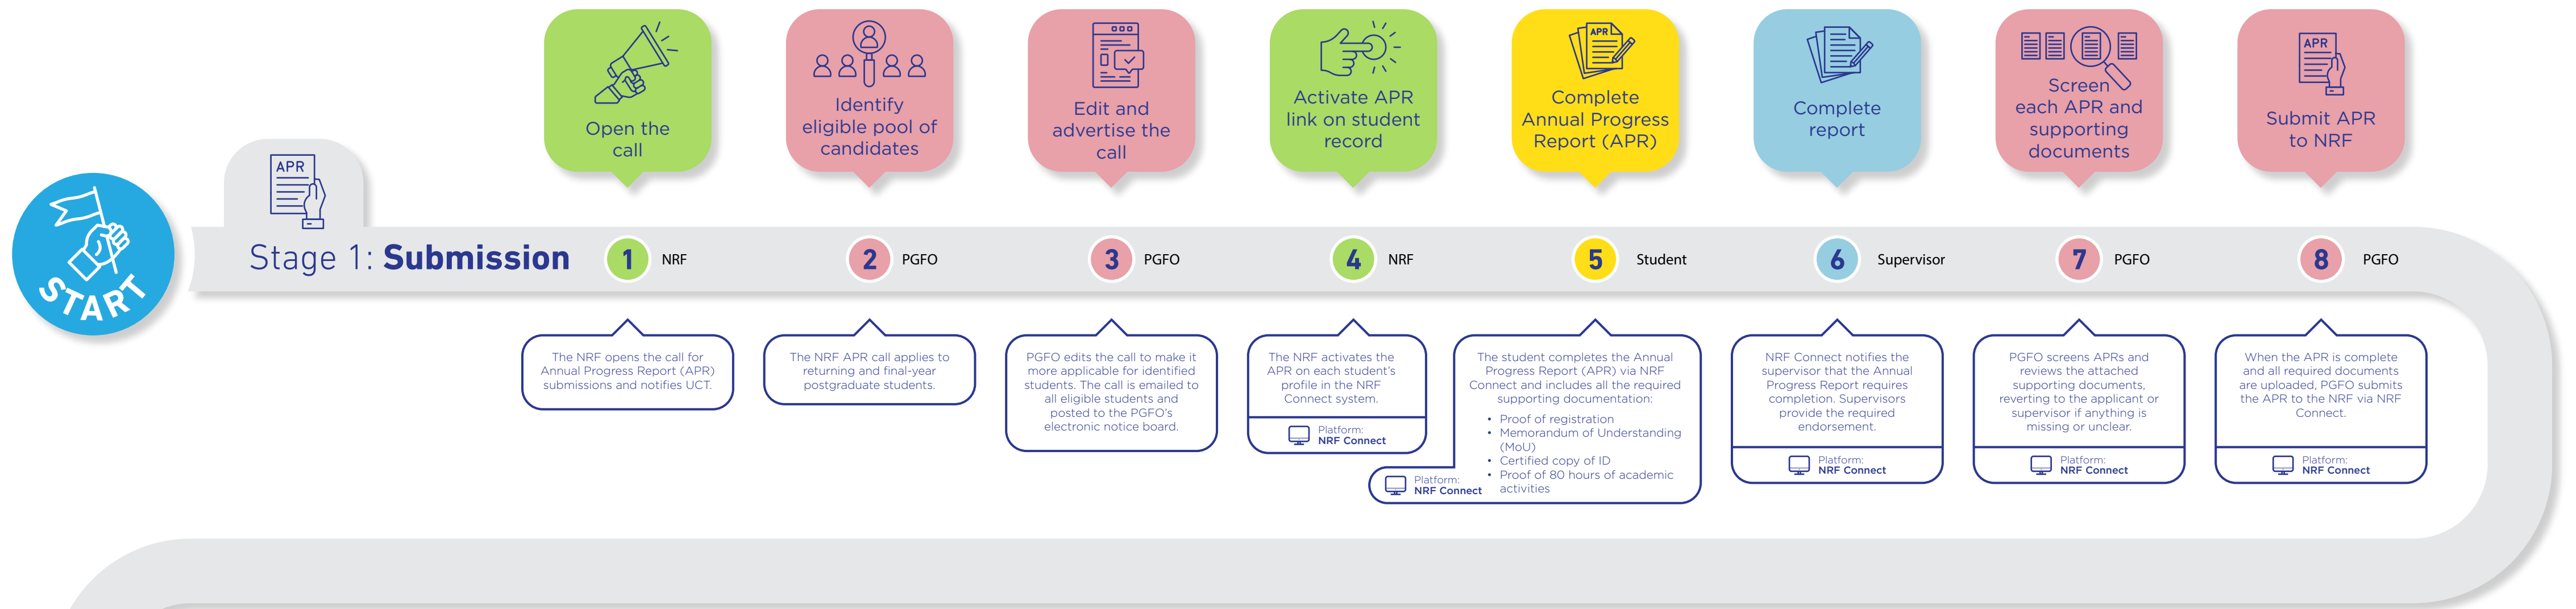 START
APR
Stage 1: Submission
Open the
call
1
NRF
The NRF opens the call for
Annual Progress Report (APR)
submissions and notifies UCT.
Identify
eligible pool of
candidates
2
PGFO
The NRF APR call applies to
returning and final-year
postgraduate students.
Edit and
advertise the
call
3
PGFO
PGFO edits the call to make it
more applicable for identified
students. The call is emailed to
all eligible students and
posted to the PGFO’s
electronic notice board.
Activate APR
link on student
record
4
NRF
The NRF activates the
APR on each student’s
profile in the NRF
Connect system.
Platform:
NRF Connect
APR
Complete
Annual Progress
Report (APR)
5
Student
The student completes the Annual
Progress Report (APR) via NRF
Connect and includes all the required
supporting documentation:
• Proof of registration
• Memorandum of Understanding
(MoU)
• Certified copy of ID
• Proof of 80 hours of academic
activities
Platform:
NRF Connect
Complete
report
6
Supervisor
NRF Connect notifies the
supervisor that the Annual
Progress Report requires
completion. Supervisors
provide the required
endorsement.
Platform:
NRF Connect
Screen
each APR and
supporting
documents
7
PGFO
PGFO screens APRs and
reviews the attached
supporting documents,
reverting to the applicant or
supervisor if anything is
missing or unclear.
Platform:
NRF Connect
APR
Submit APR
to NRF
8
PGFO
When the APR is complete
and all required documents
are uploaded, PGFO submits
the APR to the NRF via NRF
Connect.
Platform:
NRF Connect